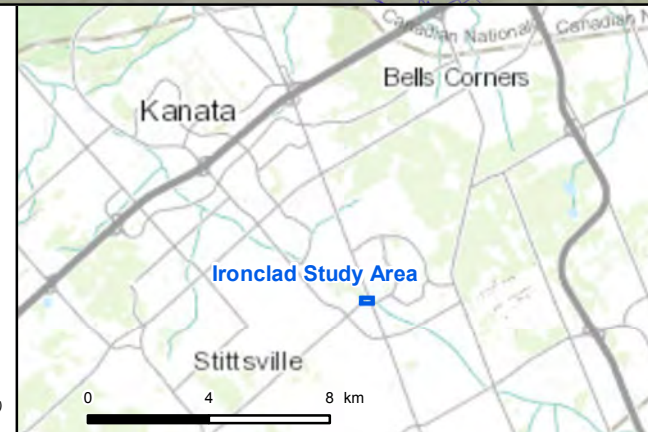 Canadian National
Canadian N
Bells Corners
Kanata
Ironclad Study Area
Stittsville
0 4 8 km
)